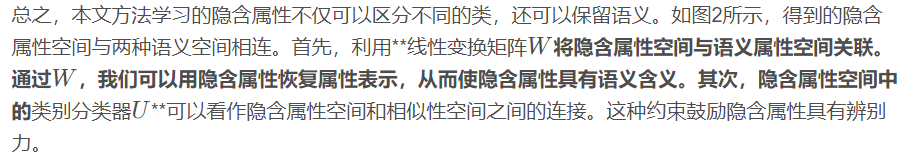 总之，本文方法学习的隐含属性不仅可以区分不同的类，还可以保留语义。如图2所示，得到的隐含
属性空间与两种语义空间相连。首先，利用**线性变换矩阵W将隐含属性空间与语义属性空间关联。
通过W，我们可以用隐含属性恢复属性表示，从而使隐含属性具有语义含义。其次，隐含属性空间中
的类别分类器U**可以看作隐含属性空间和相似性空间之间的连接。这种约束鼓励隐含属性具有辨别
力。